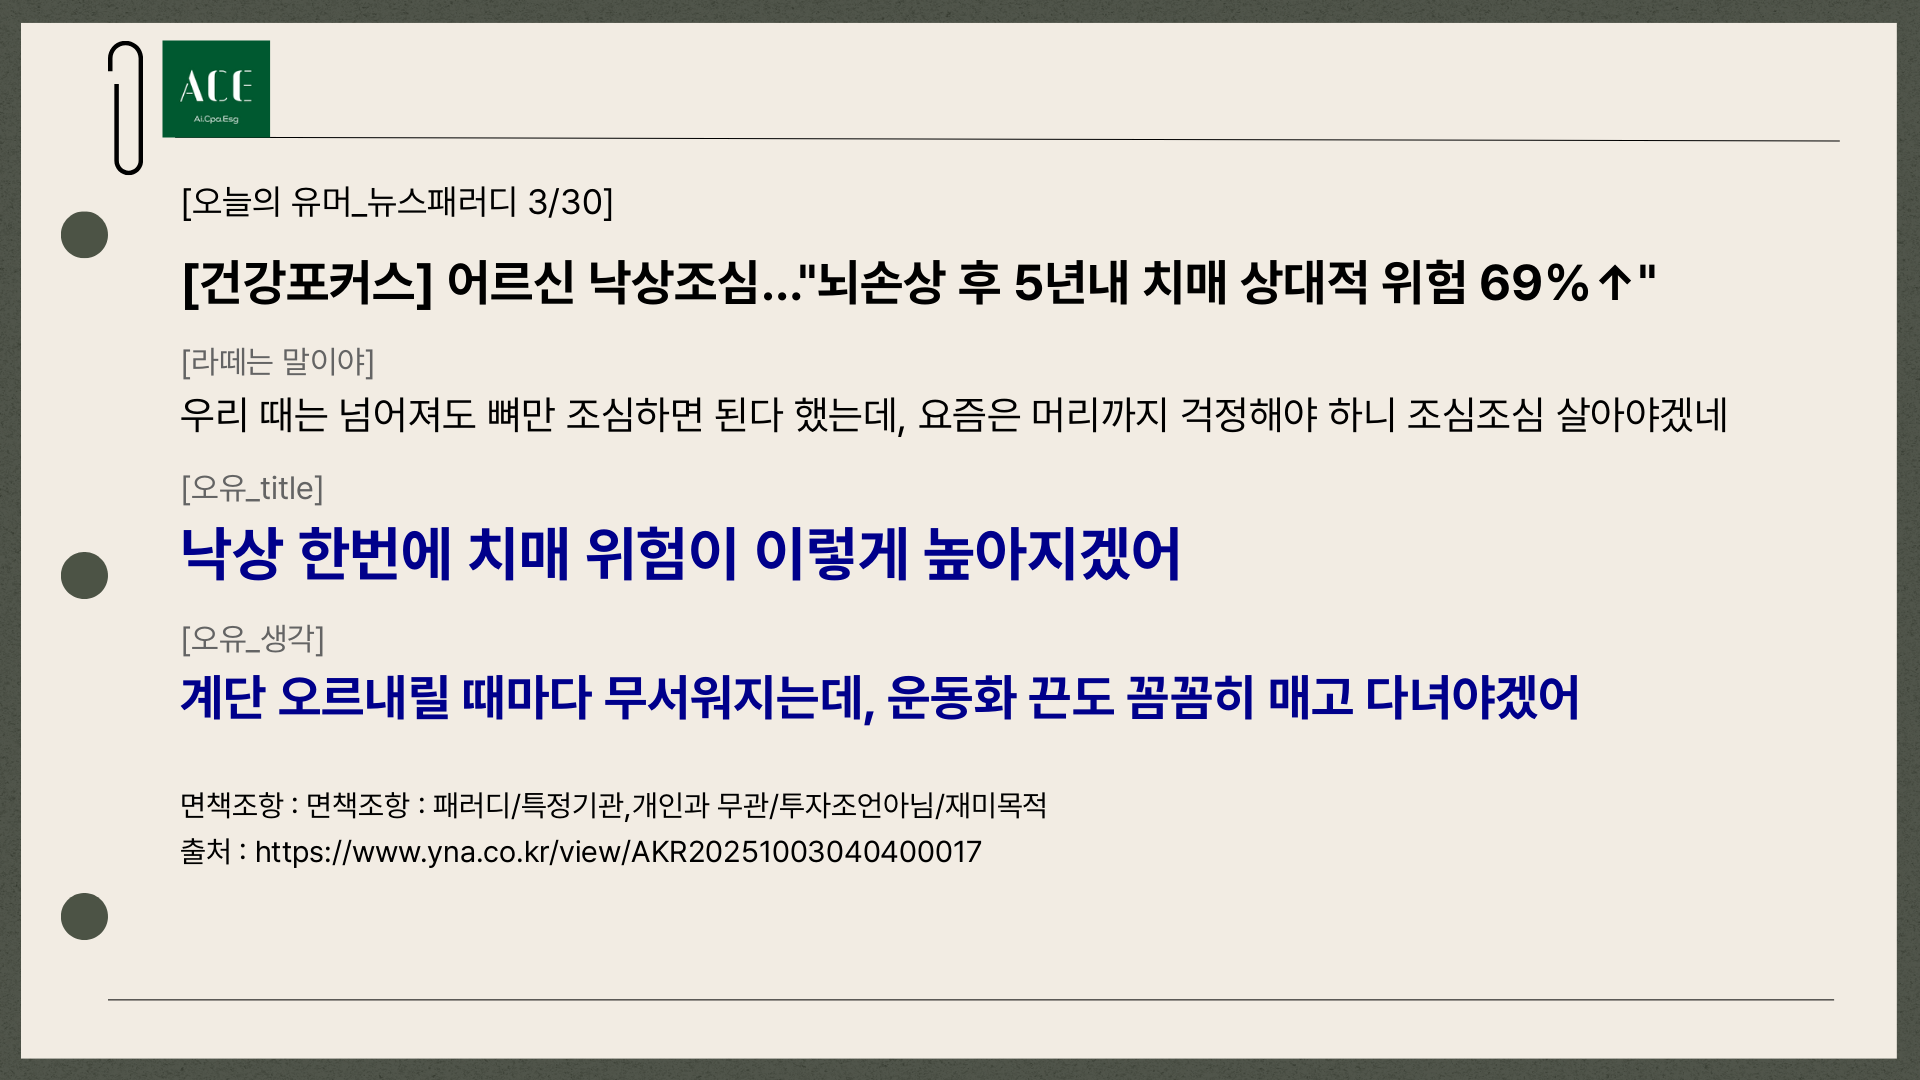 ACE
Ai.Cpa.Esg
[오늘의 유머_뉴스패러디 3/30]
[건강포커스] 어르신 낙상조심..."뇌손상 후 5년내 치매 상대적 위험 69%↑"
[라떼는 말이야]
우리 때는 넘어져도 뼈만 조심하면 된다 했는데, 요즘은 머리까지 걱정해야 하니 조심조심 살아야겠네
[오유_title]
낙상 한번에 치매 위험이 이렇게 높아지겠어
[오유_생각]
계단 오르내릴 때마다 무서워지는데, 운동화 끈도 꼼꼼히 매고 다녀야겠어
면책조항 : 면책조항 : 패러디/특정기관,개인과 무관/투자조언아님/재미목적
출처 : https://www.yna.co.kr/view/AKR20251003040400017